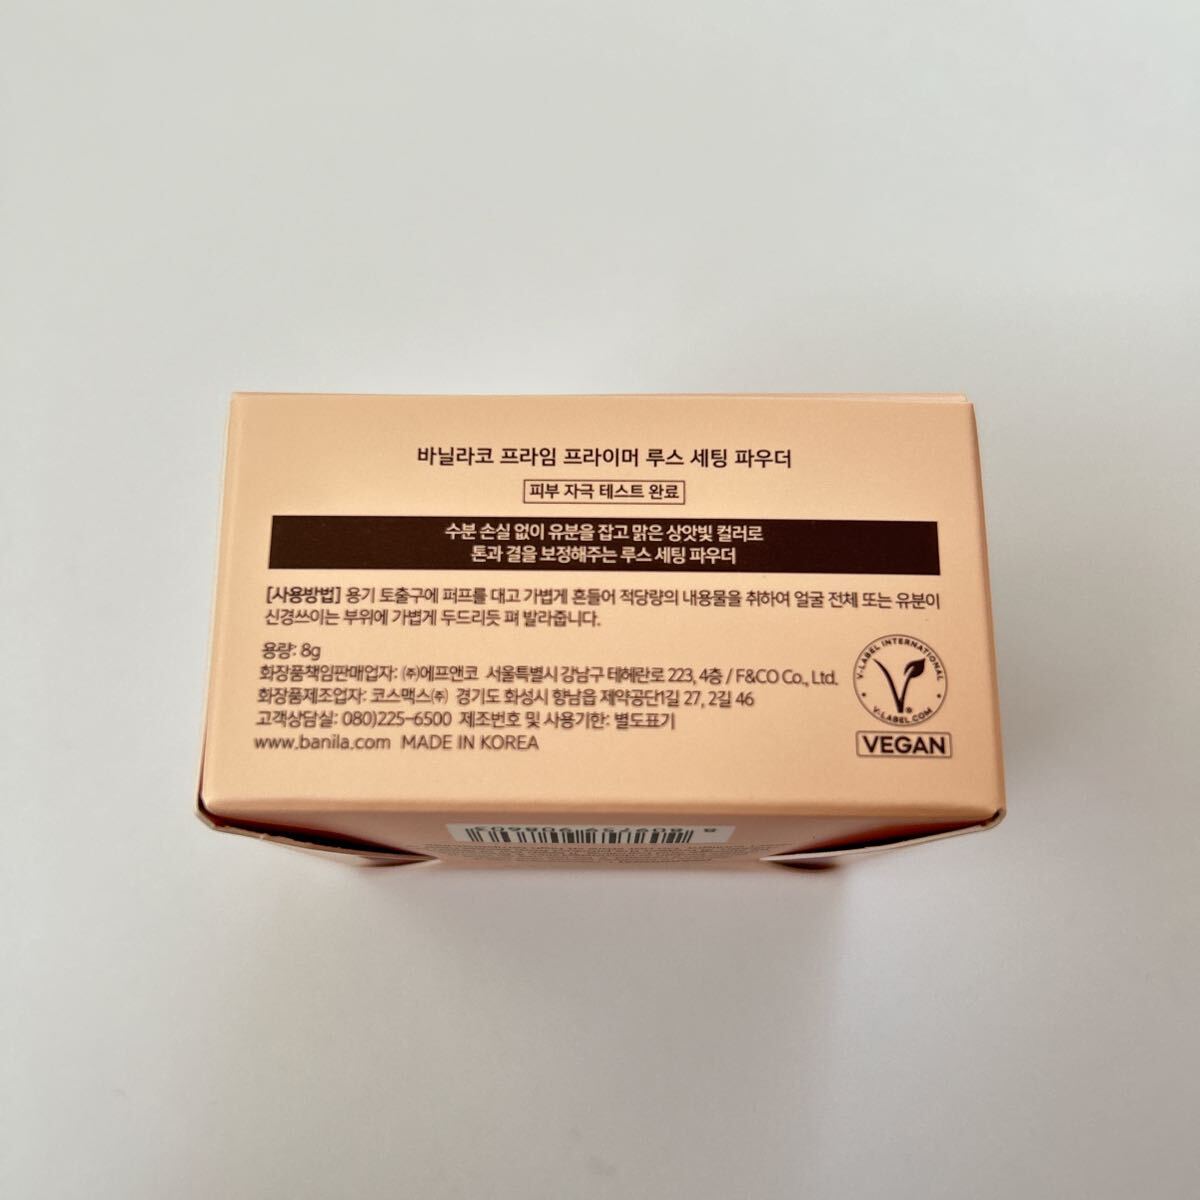 바닐라코 프라임 프라이머 루스 세팅 파우더
피부 자극 테스트 완료
수분 손실 없이 유분을 잡고 맑은 살앗빛 컬러로
톤과 결을 보정해주는 루스 세팅 파우더
[사용방법] 용기 토출구에 퍼프를 대고 가볍게 흔들어 적당량의 내용물을 취하여 얼굴 전체 또는 유분이
신경쓰이는 부위에 가볍게 두드리듯 펴 발라줍니다.
용량: 8g
화장품책임판매업자: ㈜에프앤코 서울특별시 강남구 테헤란로 223, 4층 / F&CO Co., Ltd.
화장품제조업자: 코스맥스㈜ 경기도 화성시 향남읍 제약공단1길 27, 2길 46
고객상담실: 080)225-6500 제조번호 및 사용기한: 별도표기
www.banila.com MADE IN KOREA
V-LABEL INTERNATIONAL
V-LABEL.COM
VEGAN